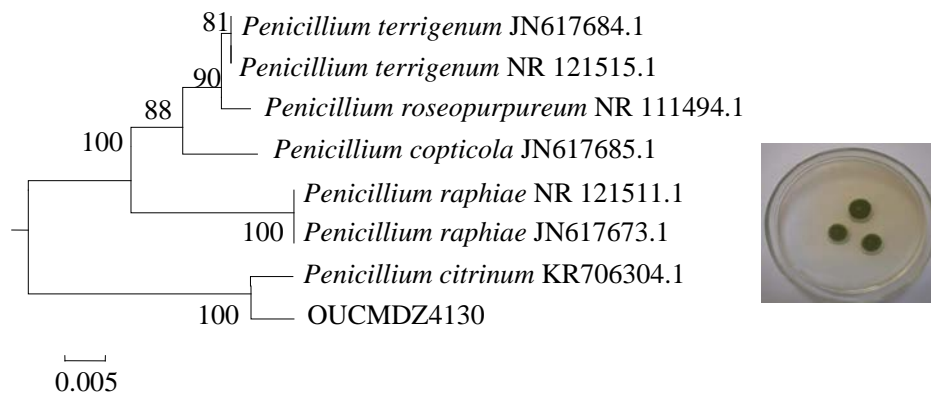 81 Penicillium terrigenum JN617684.1
Penicillium terrigenum NR 121515.1
90
Penicillium roseopurpureum NR 111494.1
88
100
Penicillium copticola JN617685.1
Penicillium raphiae NR 121511.1
100 Penicillium raphiae JN617673.1
Penicillium citrinum KR706304.1
100 OUCMDZ4130
0.005